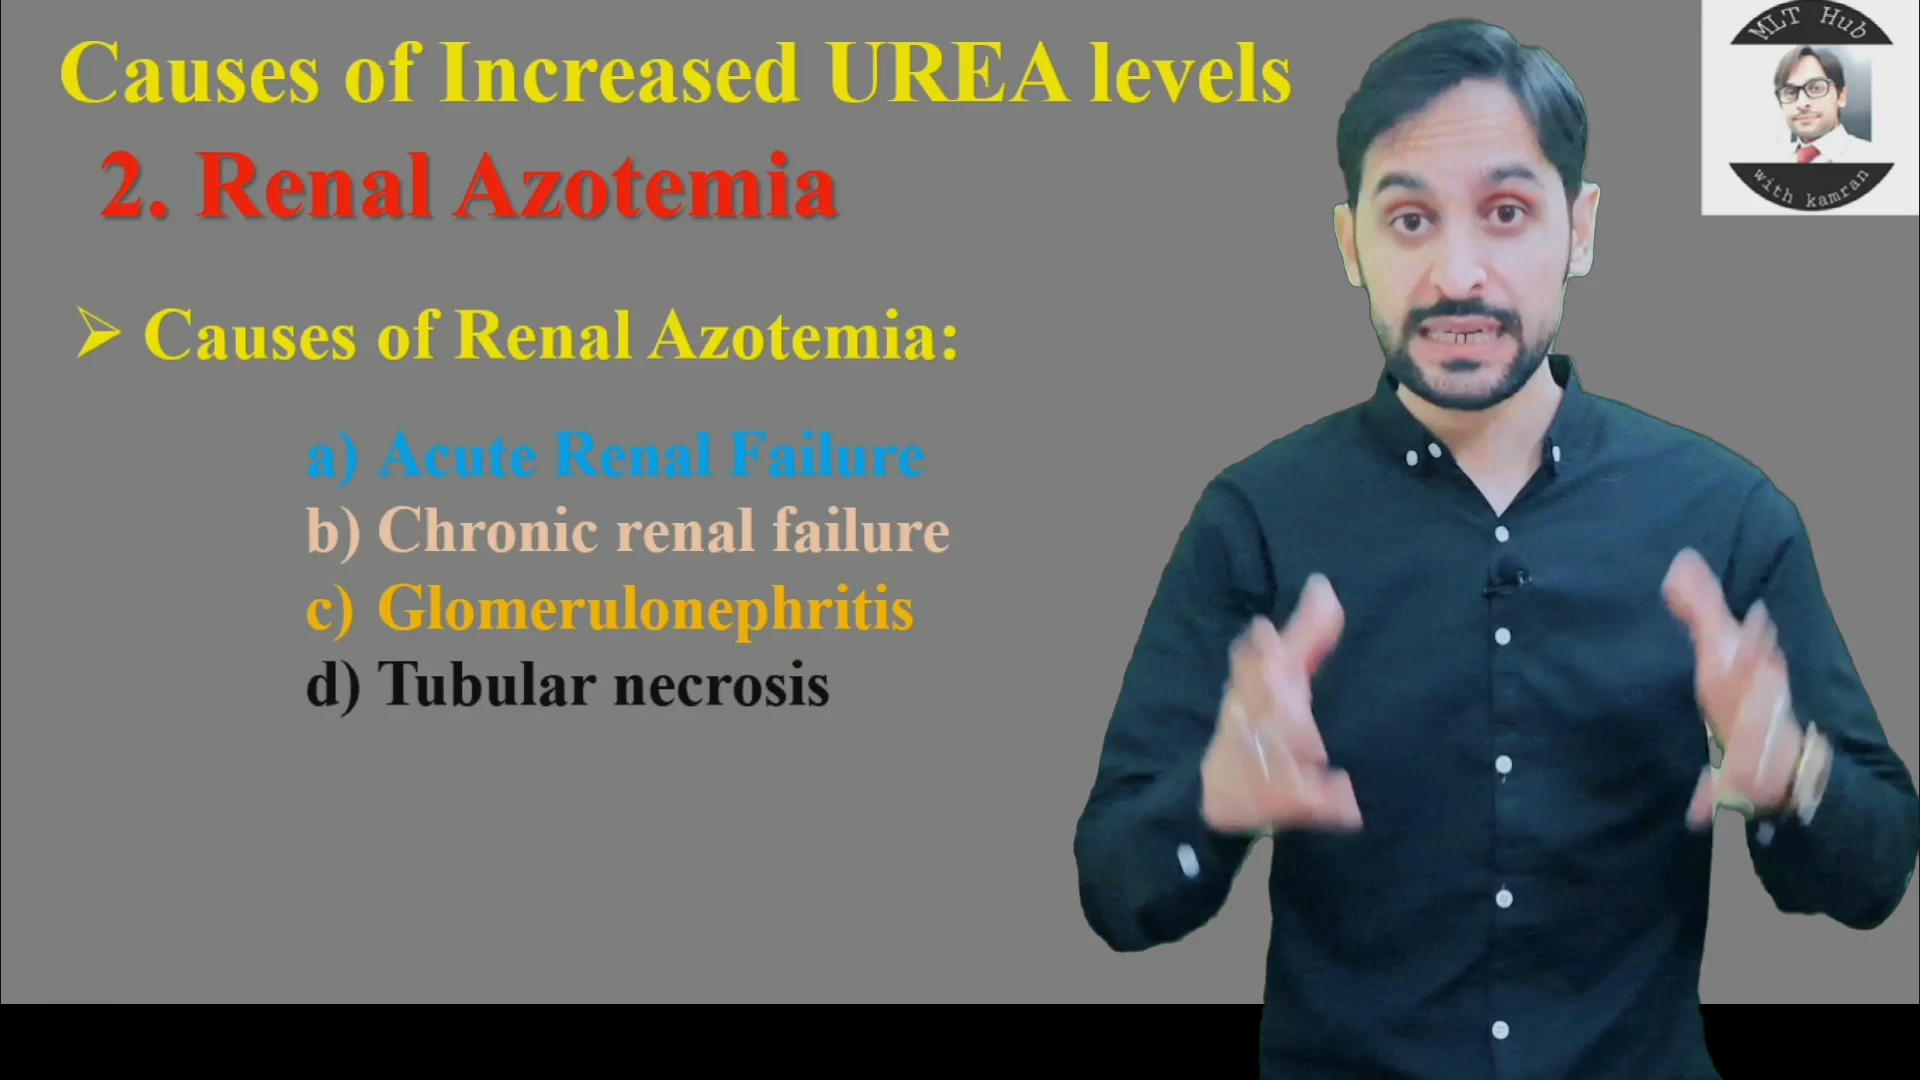 Causes of Increased UREA levels
MLT Hub
with kamran
2. Renal Azotemia
➢ Causes of Renal Azotemia:
a) Acute Renal Failure
b) Chronic renal failure
c) Glomerulonephritis
d) Tubular necrosis